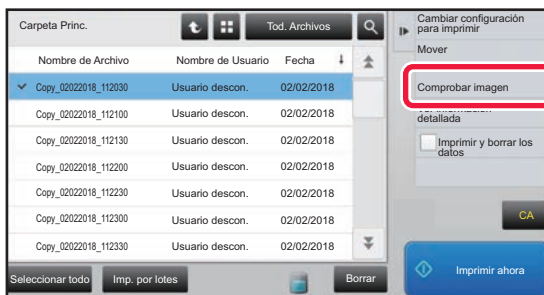 Carpeta Princ.
Tod. Archivos
Nombre de Archivo Nombre de Usuario Fecha
Copy_02022018_112030 Usuario descon. 02/02/2018
Copy_02022018_112100 Usuario descon. 02/02/2018
Copy_02022018_112130 Usuario descon. 02/02/2018
Copy_02022018_112200 Usuario descon. 02/02/2018
Copy_02022018_112230 Usuario descon. 02/02/2018
Copy_02022018_112300 Usuario descon. 02/02/2018
Copy_02022018_112330 Usuario descon. 02/02/2018
Seleccionar todo Imp. por lotes Borrar
Cambiar configuración
para imprimir
Mover
Comprobar imagen
Ver información
detallada
Imprimir y borrar los
datos
CA
Imprimir ahora